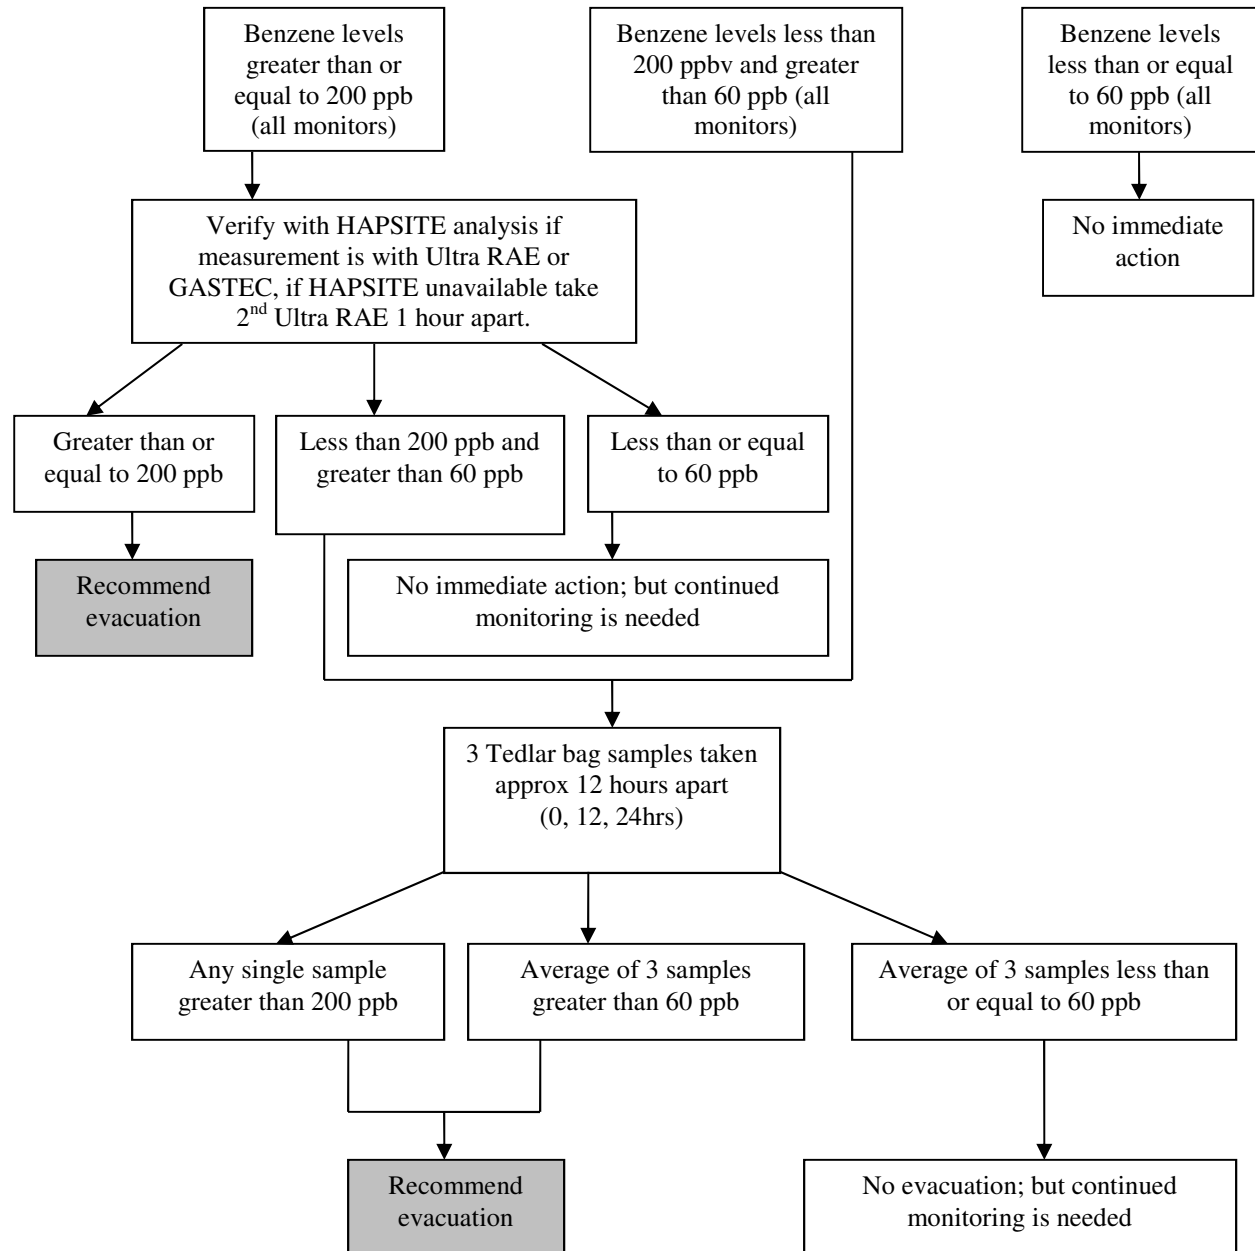 Benzene levels
greater than or
equal to 200 ppb
(all monitors)
Benzene levels less than
200 ppbv and greater
than 60 ppb (all
monitors)
Benzene levels
less than or equal
to 60 ppb (all
monitors)
Verify with HAPSITE analysis if
measurement is with Ultra RAE or
GASTEC, if HAPSITE unavailable take
2nd Ultra RAE 1 hour apart.
No immediate
action
Greater than or
equal to 200 ppb
Less than 200 ppb and
greater than 60 ppb
Less than or equal
to 60 ppb
Recommend
evacuation
No immediate action; but continued
monitoring is needed
3 Tedlar bag samples taken
approx 12 hours apart
(0, 12, 24hrs)
Any single sample
greater than 200 ppb
Average of 3 samples
greater than 60 ppb
Average of 3 samples less than
or equal to 60 ppb
Recommend
evacuation
No evacuation; but continued
monitoring is needed